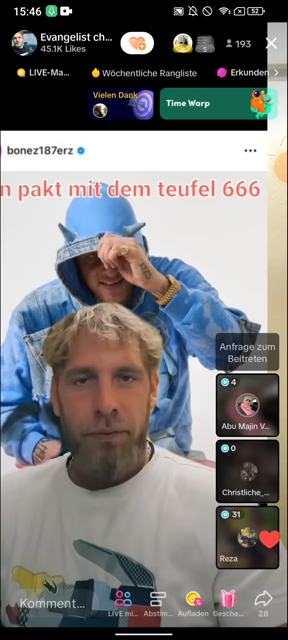 15:46
52
Evangelist ch...
45.1K Likes
193
LIVE-Ma...
Wöchentliche Rangliste
Erkunden
Vielen Dank
Time Warp
bonez187erz
n pakt mit dem teufel 666
Anfrage zum
Beitreten
4
Abu Majin V...
0
Christliche_...
31
Reza
Komment...
LIVE mi...
Abstim...
Aufladen
Gesche...
28